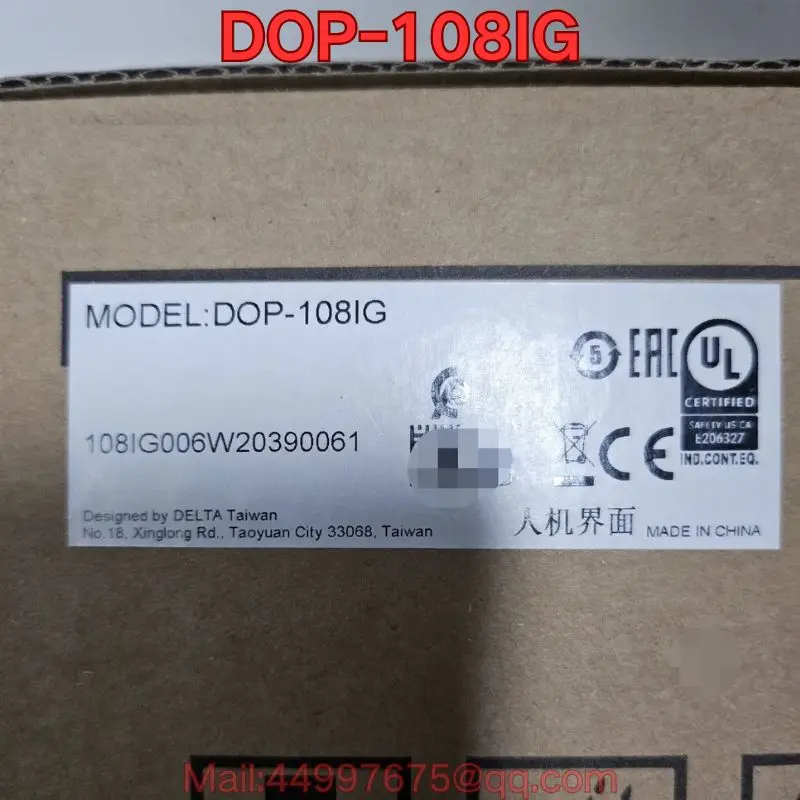 DOP-108IG
MODEL:DOP-108IG
5
EAC
UL
CERTIFIED
SAFETY US CA
E206327
IND.CONT.EQ.
108IG006W20390061
CE
Designed by DELTA Taiwan
No.18, Xinglong Rd., Taoyuan City 33068, Taiwan
人机界面
MADE IN CHINA
Mail:44997675@qq.com